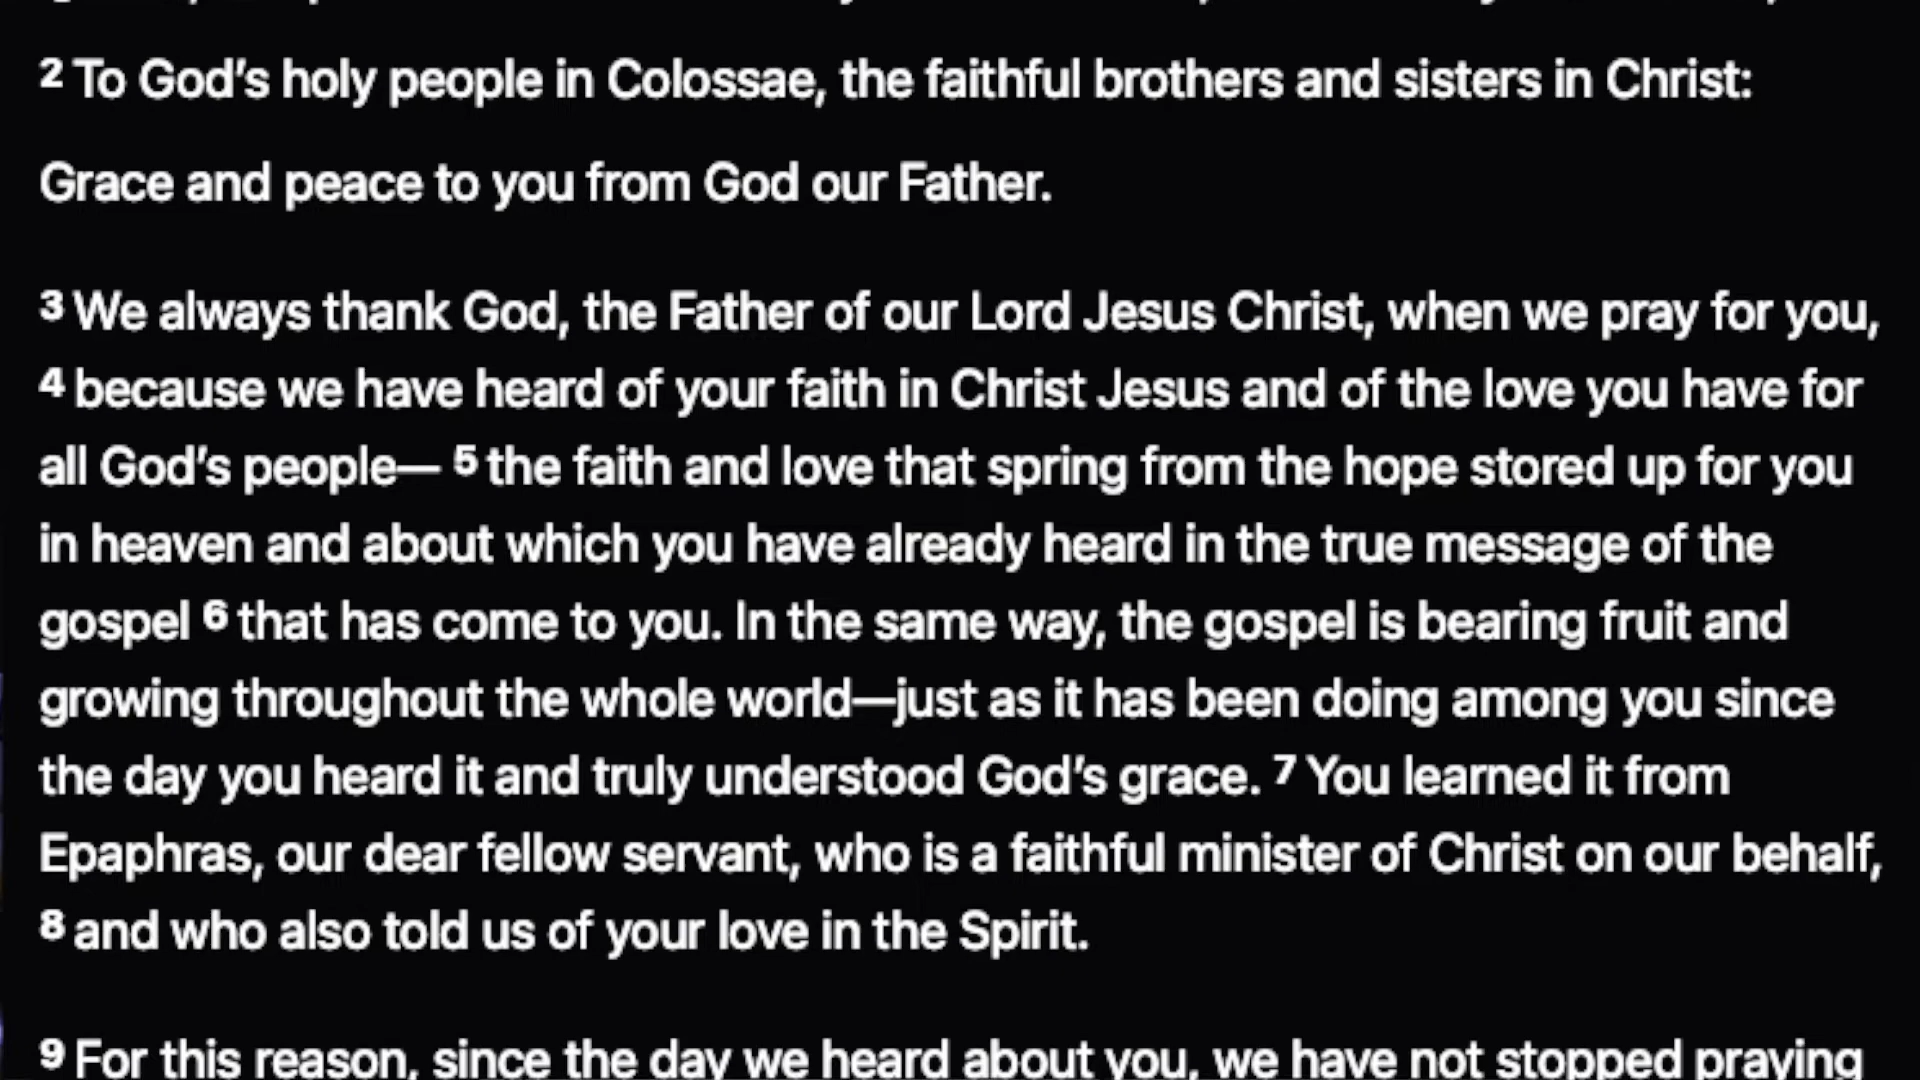 2 To God's holy people in Colossae, the faithful brothers and sisters in Christ:
Grace and peace to you from God our Father.
3 We always thank God, the Father of our Lord Jesus Christ, when we pray for you,
4 because we have heard of your faith in Christ Jesus and of the love you have for
all God's people— 5 the faith and love that spring from the hope stored up for you
in heaven and about which you have already heard in the true message of the
gospel 6 that has come to you. In the same way, the gospel is bearing fruit and
growing throughout the whole world—just as it has been doing among you since
the day you heard it and truly understood God's grace. 7 You learned it from
Epaphras, our dear fellow servant, who is a faithful minister of Christ on our behalf,
8 and who also told us of your love in the Spirit.
9 For this reason, since the day we heard about you, we have not stopped praying